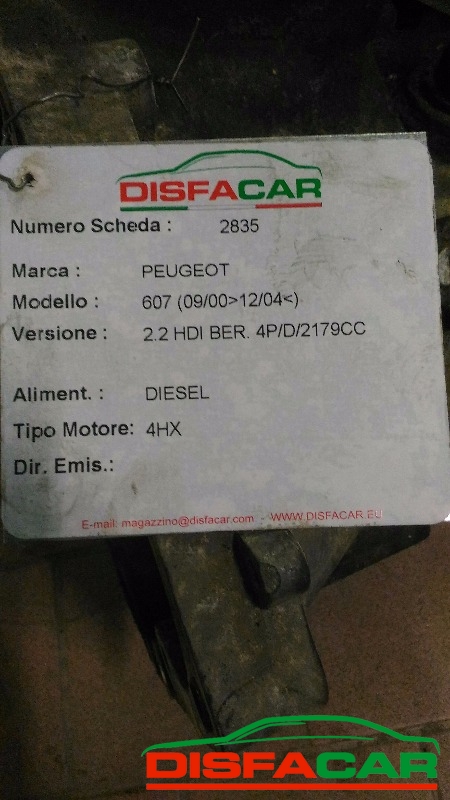 DISFACAR
Numero Scheda : 2835
Marca : PEUGEOT
Modello : 607 (09/00>12/04<)
Versione : 2.2 HDI BER. 4P/D/2179CC
Aliment. : DIESEL
Tipo Motore: 4HX
Dir. Emis.:
E-mail: magazzino@disfacar.com - WWW.DISFACAR.EU
DISFACAR